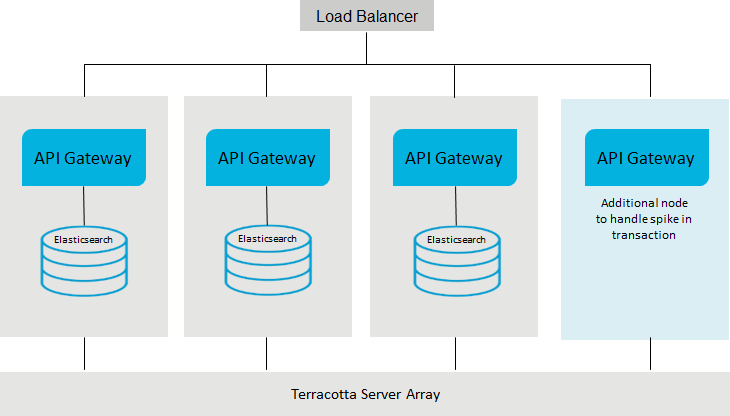 Load Balancer
API Gateway
API Gateway
API Gateway
API Gateway
Additional node
to handle spike in
transaction
Elasticsearch
Elasticsearch
Elasticsearch
Terracotta Server Array